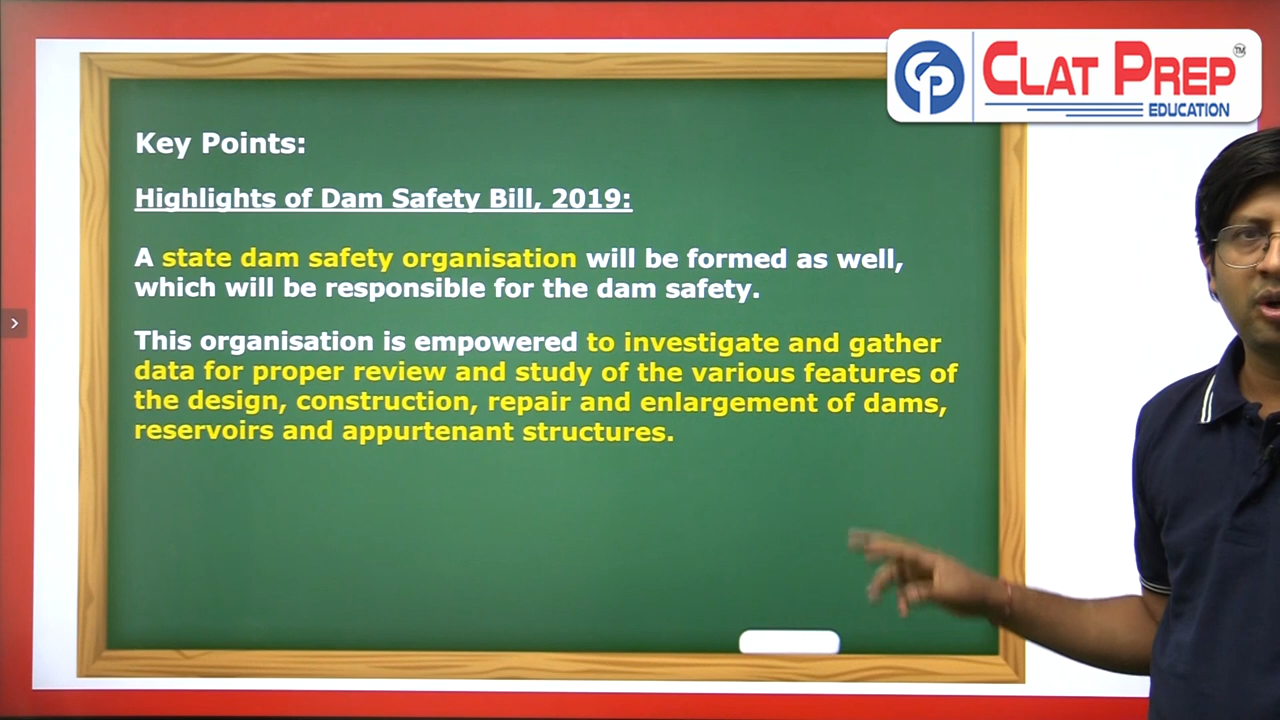 CLAT PREP
TM
EDUCATION
Key Points:
Highlights of Dam Safety Bill, 2019:
A state dam safety organisation will be formed as well,
which will be responsible for the dam safety.
This organisation is empowered to investigate and gather
data for proper review and study of the various features of
the design, construction, repair and enlargement of dams,
reservoirs and appurtenant structures.